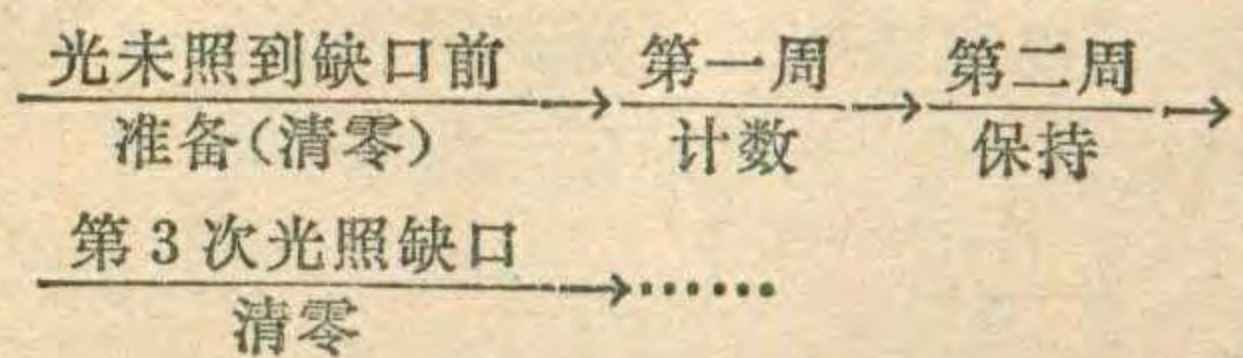 光未照到缺口前 第一周 第二周
准备(清零) → 计数 → 保持 →
第3次光照缺口
清零 →……